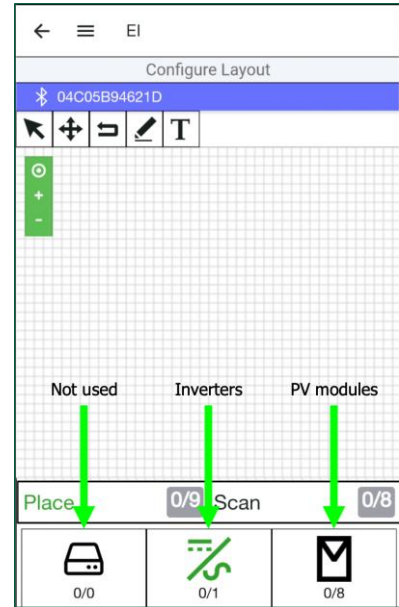 EI
Configure Layout
04C05B94621D
T
+
-
Not used Inverters PV modules
Place 0/9 Scan 0/8
0/0 0/1 0/8